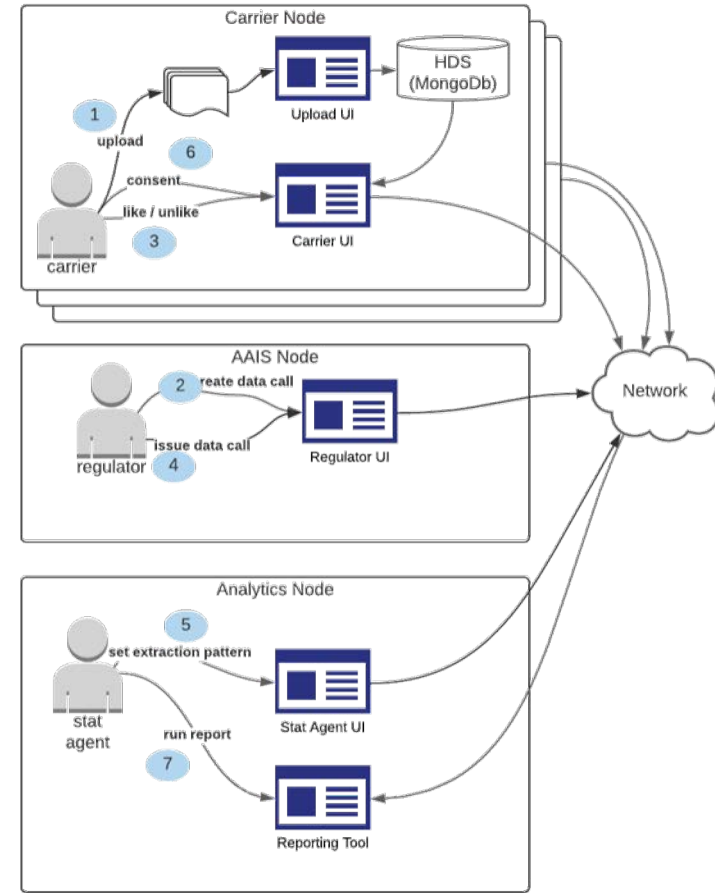 Carrier Node
HDS
(MongoDb)
Upload UI
1
upload
6
consent
like / unlike
3
carrier
Carrier UI
AAIS Node
2
reate data call
Network
issue data call
4
regulator
Regulator UI
Analytics Node
5
set extraction pattern
stat
agent
Stat Agent UI
run report
7
Reporting Tool